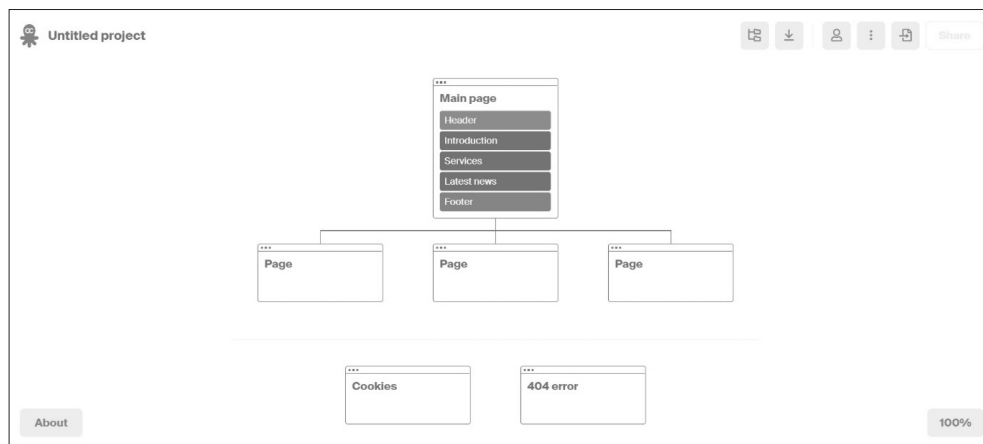 Untitled project
Share
Main page
Header
Introduction
Services
Latest news
Footer
Page
Page
Page
Cookies
404 error
About
100%